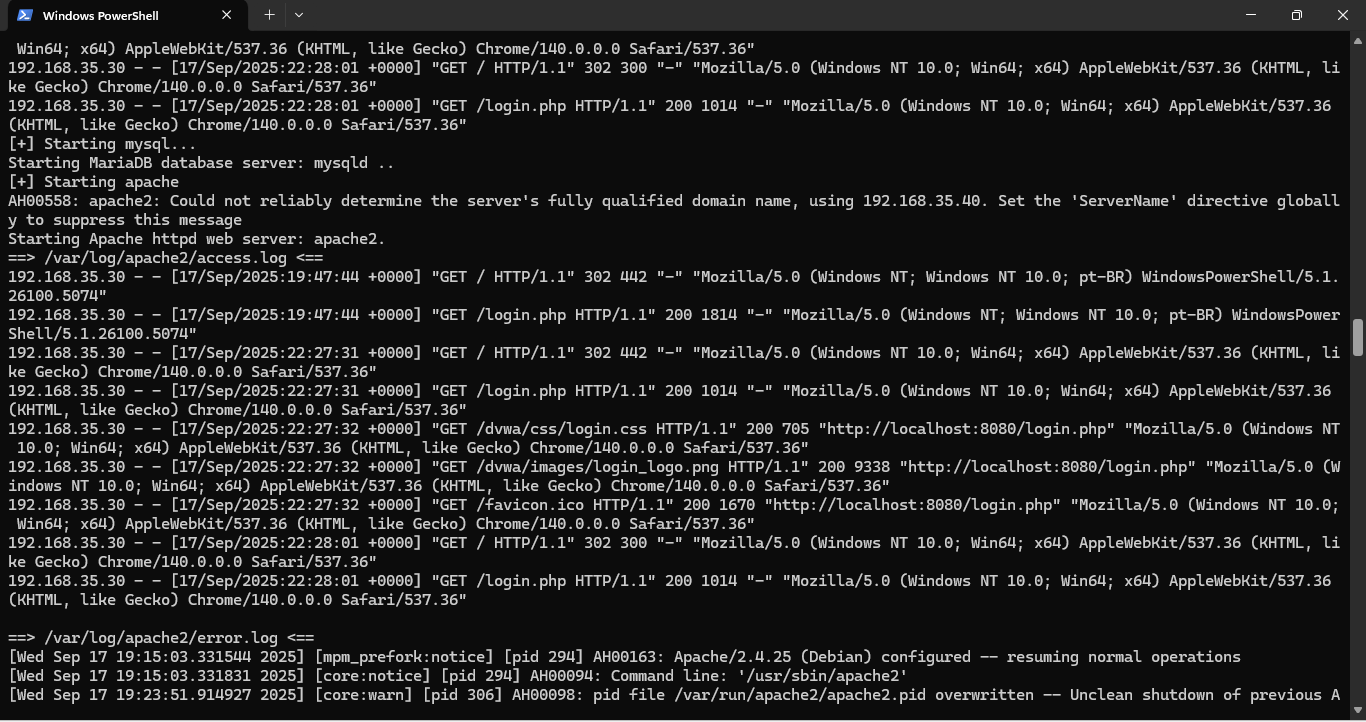 Windows PowerShell
 Win64; x64) AppleWebKit/537.36 (KHTML, like Gecko) Chrome/140.0.0.0 Safari/537.36"
192.168.35.30 - - [17/Sep/2025:22:28:01 +0000] "GET / HTTP/1.1" 302 300 "-" "Mozilla/5.0 (Windows NT 10.0; Win64; x64) AppleWebKit/537.36 (KHTML, li
ke Gecko) Chrome/140.0.0.0 Safari/537.36"
192.168.35.30 - - [17/Sep/2025:22:28:01 +0000] "GET /login.php HTTP/1.1" 200 1014 "-" "Mozilla/5.0 (Windows NT 10.0; Win64; x64) AppleWebKit/537.36
(KHTML, like Gecko) Chrome/140.0.0.0 Safari/537.36"
[+] Starting mysql...
Starting MariaDB database server: mysqld ..
[+] Starting apache
AH00558: apache2: Could not reliably determine the server's fully qualified domain name, using 192.168.35.40. Set the 'ServerName' directive globall
y to suppress this message
Starting Apache httpd web server: apache2.
==> /var/log/apache2/access.log <==
192.168.35.30 - - [17/Sep/2025:19:47:44 +0000] "GET / HTTP/1.1" 302 442 "-" "Mozilla/5.0 (Windows NT; Windows NT 10.0; pt-BR) WindowsPowerShell/5.1.
26100.5074"
192.168.35.30 - - [17/Sep/2025:19:47:44 +0000] "GET /login.php HTTP/1.1" 200 1814 "-" "Mozilla/5.0 (Windows NT; Windows NT 10.0; pt-BR) WindowsPower
Shell/5.1.26100.5074"
192.168.35.30 - - [17/Sep/2025:22:27:31 +0000] "GET / HTTP/1.1" 302 442 "-" "Mozilla/5.0 (Windows NT 10.0; Win64; x64) AppleWebKit/537.36 (KHTML, li
ke Gecko) Chrome/140.0.0.0 Safari/537.36"
192.168.35.30 - - [17/Sep/2025:22:27:31 +0000] "GET /login.php HTTP/1.1" 200 1014 "-" "Mozilla/5.0 (Windows NT 10.0; Win64; x64) AppleWebKit/537.36
(KHTML, like Gecko) Chrome/140.0.0.0 Safari/537.36"
192.168.35.30 - - [17/Sep/2025:22:27:32 +0000] "GET /dvwa/css/login.css HTTP/1.1" 200 705 "http://localhost:8080/login.php" "Mozilla/5.0 (Windows NT
 10.0; Win64; x64) AppleWebKit/537.36 (KHTML, like Gecko) Chrome/140.0.0.0 Safari/537.36"
192.168.35.30 - - [17/Sep/2025:22:27:32 +0000] "GET /dvwa/images/login_logo.png HTTP/1.1" 200 9338 "http://localhost:8080/login.php" "Mozilla/5.0 (W
indows NT 10.0; Win64; x64) AppleWebKit/537.36 (KHTML, like Gecko) Chrome/140.0.0.0 Safari/537.36"
192.168.35.30 - - [17/Sep/2025:22:27:32 +0000] "GET /favicon.ico HTTP/1.1" 200 1670 "http://localhost:8080/login.php" "Mozilla/5.0 (Windows NT 10.0;
 Win64; x64) AppleWebKit/537.36 (KHTML, like Gecko) Chrome/140.0.0.0 Safari/537.36"
192.168.35.30 - - [17/Sep/2025:22:28:01 +0000] "GET / HTTP/1.1" 302 300 "-" "Mozilla/5.0 (Windows NT 10.0; Win64; x64) AppleWebKit/537.36 (KHTML, li
ke Gecko) Chrome/140.0.0.0 Safari/537.36"
192.168.35.30 - - [17/Sep/2025:22:28:01 +0000] "GET /login.php HTTP/1.1" 200 1014 "-" "Mozilla/5.0 (Windows NT 10.0; Win64; x64) AppleWebKit/537.36
(KHTML, like Gecko) Chrome/140.0.0.0 Safari/537.36"
==> /var/log/apache2/error.log <==
[Wed Sep 17 19:15:03.331544 2025] [mpm_prefork:notice] [pid 294] AH00163: Apache/2.4.25 (Debian) configured -- resuming normal operations
[Wed Sep 17 19:15:03.331831 2025] [core:notice] [pid 294] AH00094: Command line: '/usr/sbin/apache2'
[Wed Sep 17 19:23:51.914927 2025] [core:warn] [pid 306] AH00098: pid file /var/run/apache2/apache2.pid overwritten -- Unclean shutdown of previous A